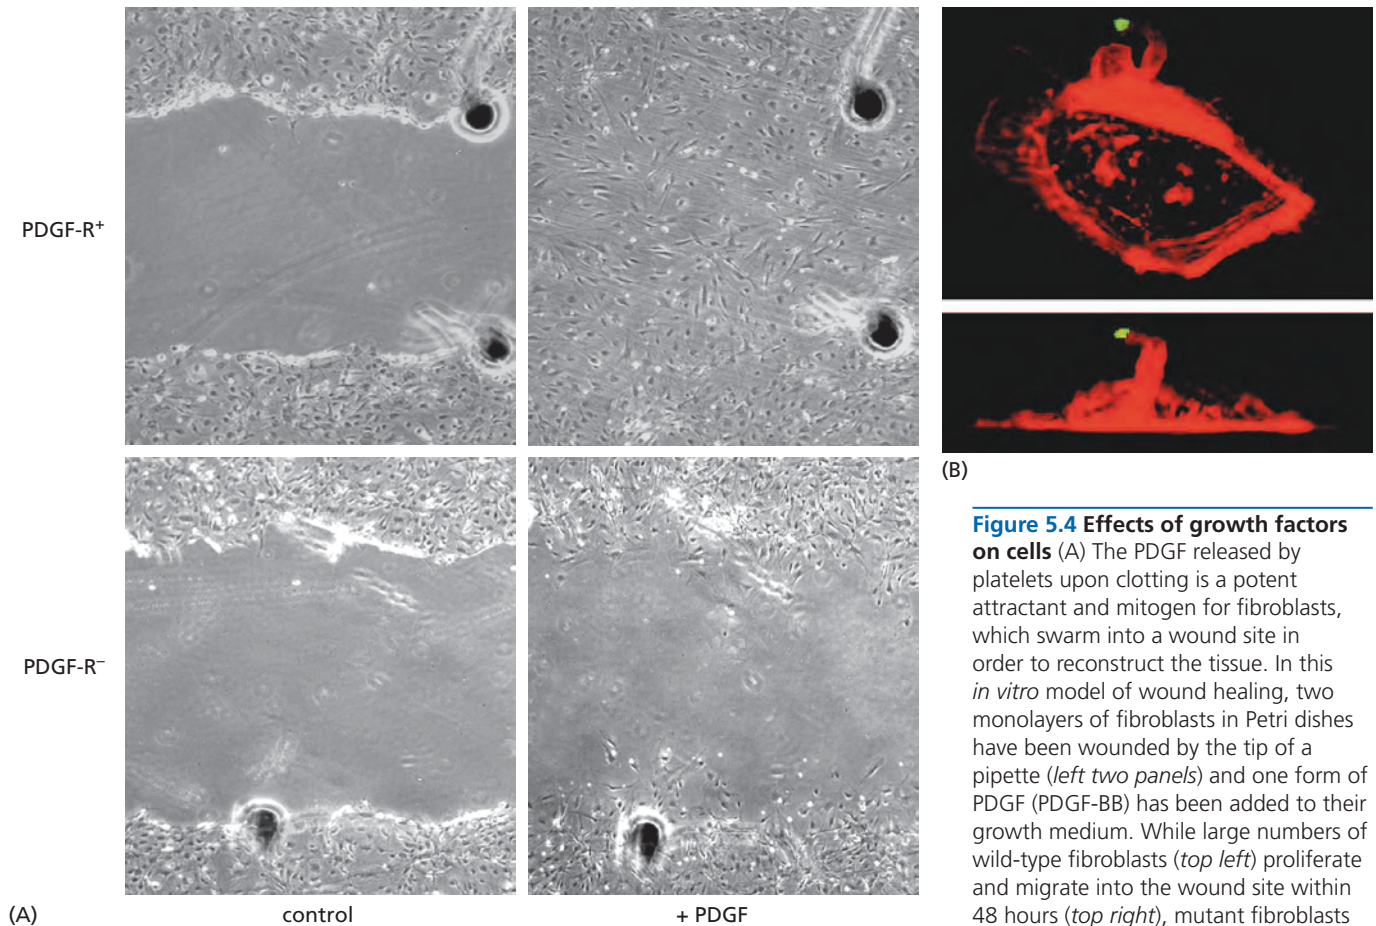 PDGF-R+
PDGF-R–
(A)
control
+ PDGF
(B)
Figure 5.4 Effects of growth factors
on cells (A) The PDGF released by
platelets upon clotting is a potent
attractant and mitogen for fibroblasts,
which swarm into a wound site in
order to reconstruct the tissue. In this
in vitro model of wound healing, two
monolayers of fibroblasts in Petri dishes
have been wounded by the tip of a
pipette (left two panels) and one form of
PDGF (PDGF-BB) has been added to their
growth medium. While large numbers of
wild-type fibroblasts (top left) proliferate
and migrate into the wound site within
48 hours (top right), mutant fibroblasts